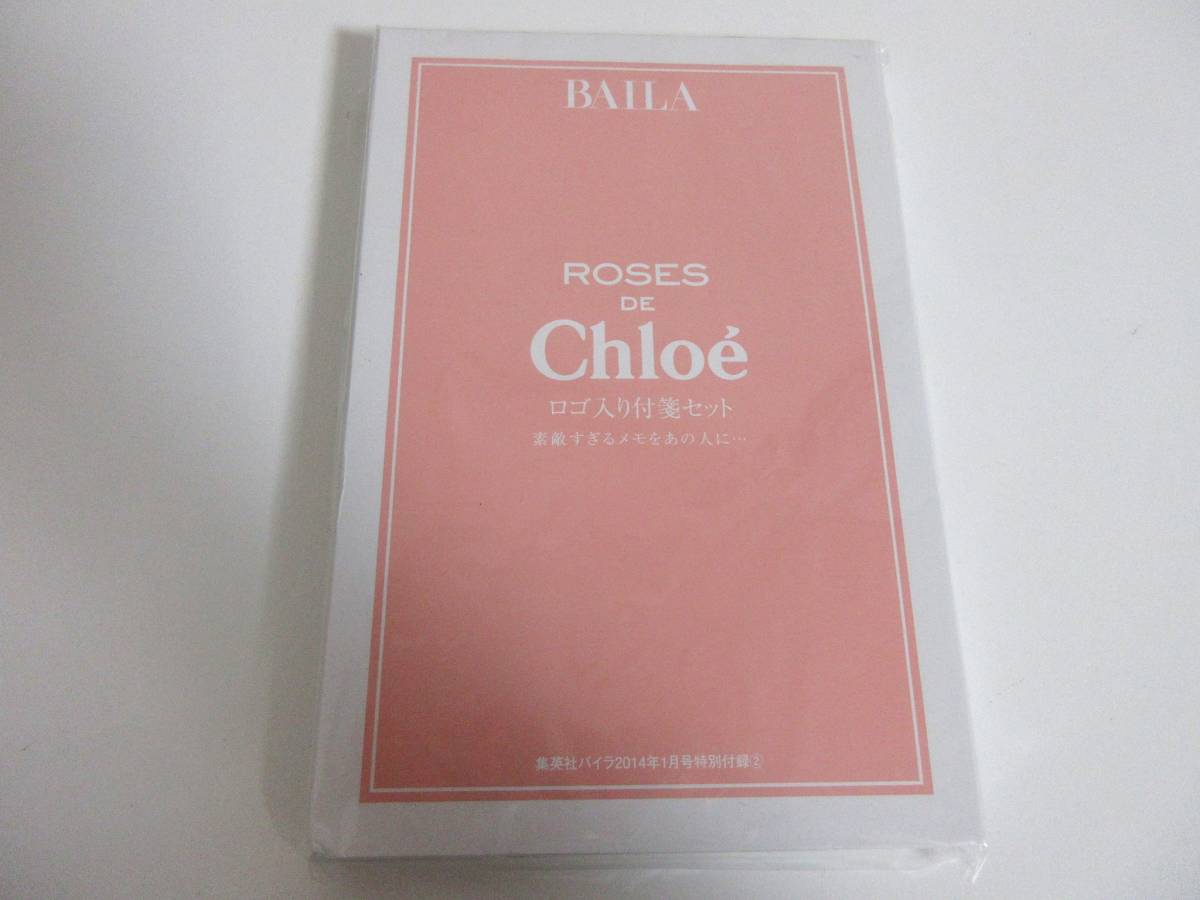 BAILA
ROSES
DE
Chloé
ロゴ入り付箋セット
素敵すぎるメモをあの人に…
集英社バイラ2014年1月号特別付録②